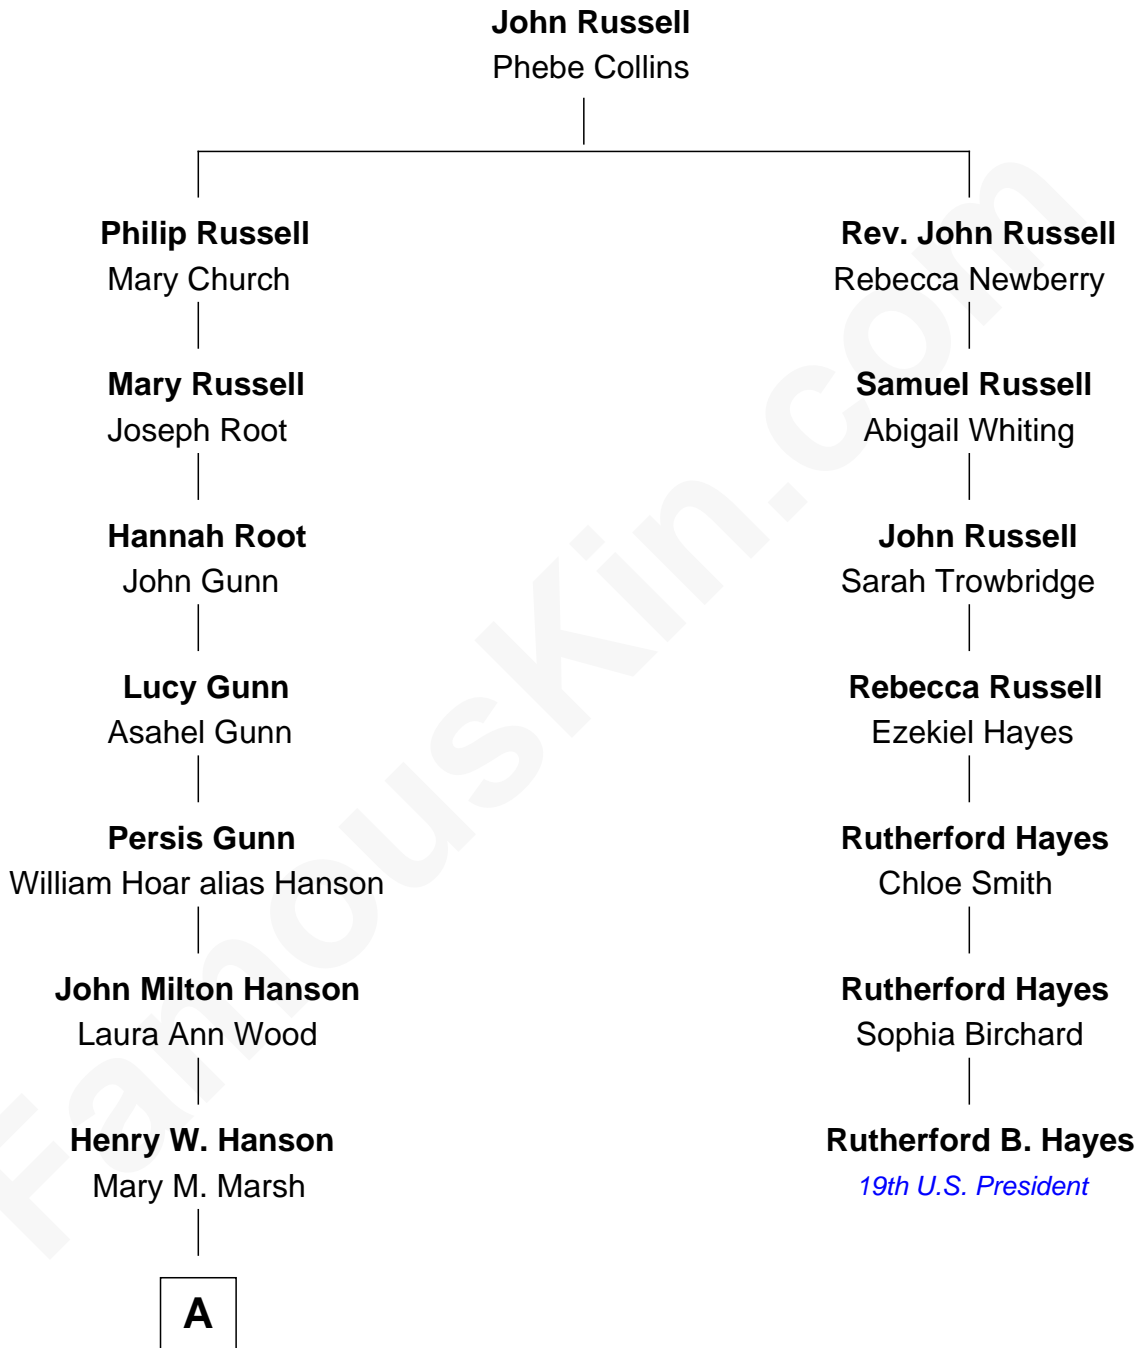 John Russell
Phebe Collins
Philip Russell
Mary Church
Mary Russell
Joseph Root
Hannah Root
John Gunn
Lucy Gunn
Asahel Gunn
Persis Gunn
William Hoar alias Hanson
John Milton Hanson
Laura Ann Wood
Henry W. Hanson
Mary M. Marsh
A
Rev. John Russell
Rebecca Newberry
Samuel Russell
Abigail Whiting
John Russell
Sarah Trowbridge
Rebecca Russell
Ezekiel Hayes
Rutherford Hayes
Chloe Smith
Rutherford Hayes
Sophia Birchard
Rutherford B. Hayes
19th U.S. President
FamousKin.com